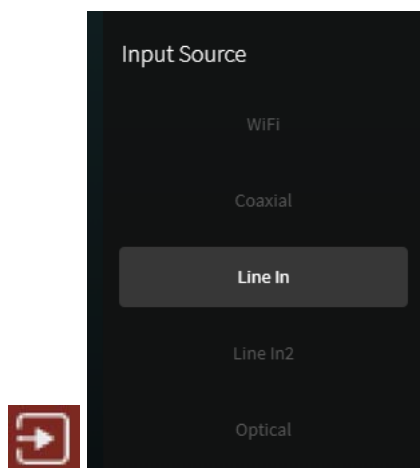 Input Source
WiFi
Coaxial
Line In
Line In2
Optical